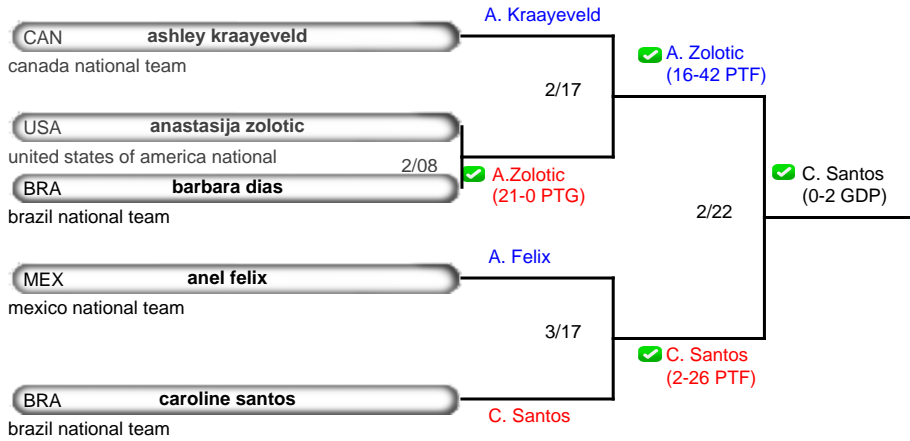 A. Kraayeveld
CAN ashley kraayeveld
canada national team
A. Zolotic
(16-42 PTF)
2/17
USA anastasija zolotic
united states of america national
2/08
A.Zolotic
(21-0 PTG)
BRA barbara dias
brazil national team
C. Santos
(0-2 GDP)
2/22
A. Felix
MEX anel felix
mexico national team
3/17
C. Santos
(2-26 PTF)
BRA caroline santos
C. Santos
brazil national team